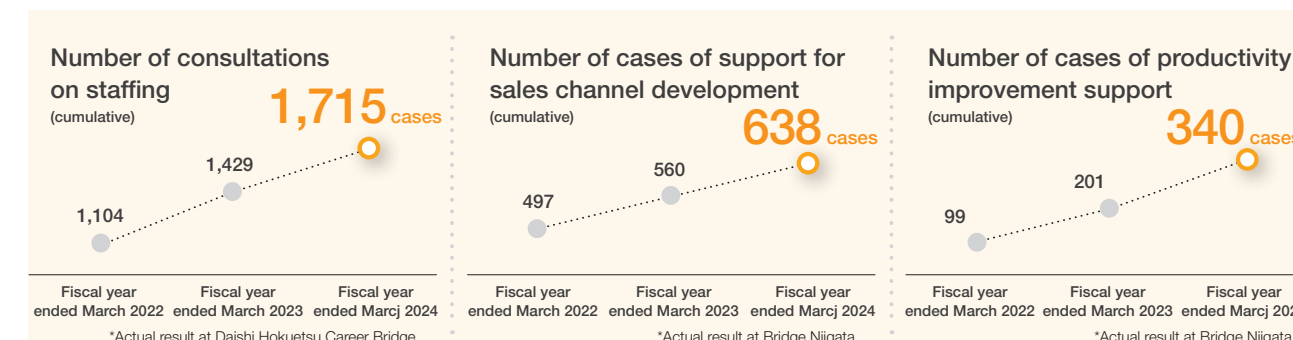 Number of consultations
on staffing
(cumulative)
1,715 cases
1,429
1,104
Fiscal year
ended March 2022
Fiscal year
ended March 2023
Fiscal year
ended Marcj 2024
*Actual result at Daishi Hokuetsu Career Bridge
Number of cases of support for
sales channel development
(cumulative)
638 cases
560
497
Fiscal year
ended March 2022
Fiscal year
ended March 2023
Fiscal year
ended Marcj 2024
*Actual result at Bridge Niigata
Number of cases of productivity
improvement support
(cumulative)
340 cases
201
99
Fiscal year
ended March 2022
Fiscal year
ended March 2023
Fiscal year
ended Marcj
*Actual result at Bridge Niigata